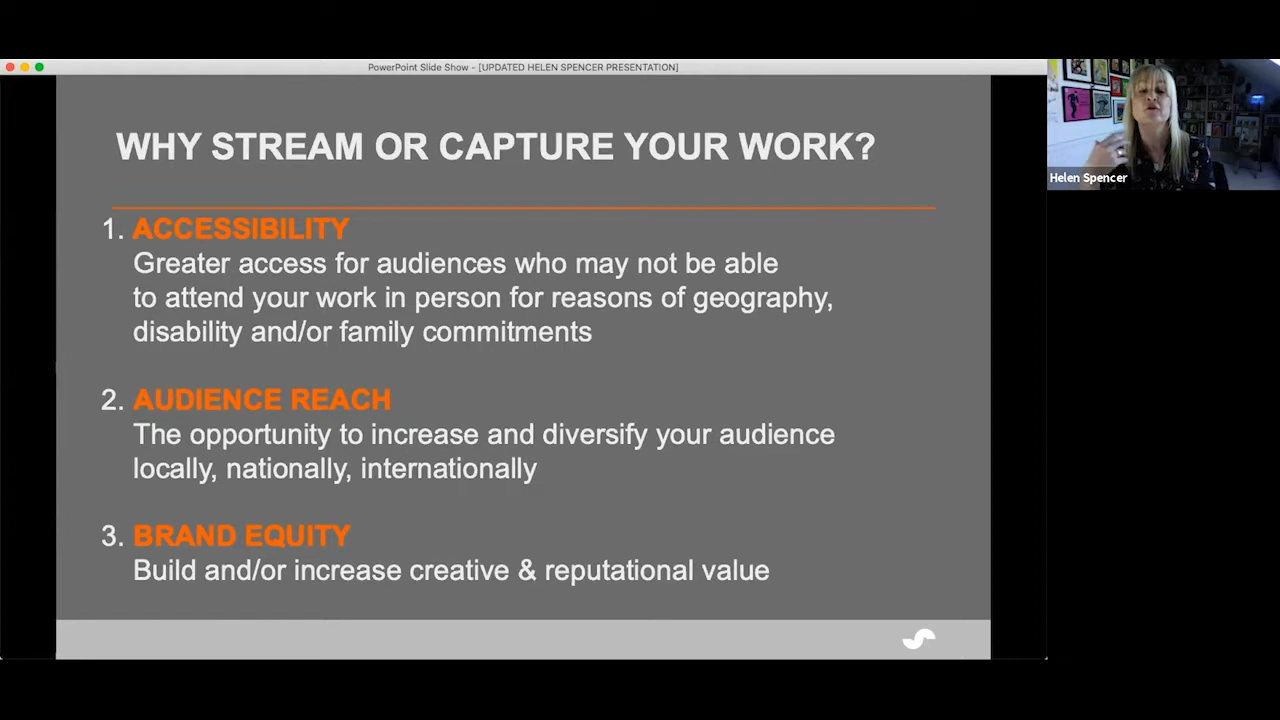 PowerPoint Slide Show - [UPDATED HELEN SPENCER PRESENTATION]
WHY STREAM OR CAPTURE YOUR WORK?
1. ACCESSIBILITY
Greater access for audiences who may not be able
to attend your work in person for reasons of geography,
disability and/or family commitments
2. AUDIENCE REACH
The opportunity to increase and diversify your audience
locally, nationally, internationally
3. BRAND EQUITY
Build and/or increase creative & reputational value
Helen Spencer